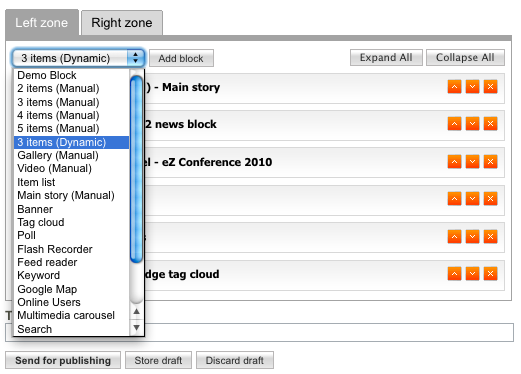 Left zone
Right zone
3 items (Dynamic)
Add block
Expand All
Collapse All
Demo Block
2 items (Manual)
3 items (Manual)
4 items (Manual)
5 items (Manual)
3 items (Dynamic)
Gallery (Manual)
Video (Manual)
Item list
Main story (Manual)
Banner
Tag cloud
Poll
Flash Recorder
Feed reader
Keyword
Google Map
Online Users
Multimedia carousel
Search
) - Main story
2 news block
el - eZ Conference 2010
dge tag cloud
T
Send for publishing
Store draft
Discard draft